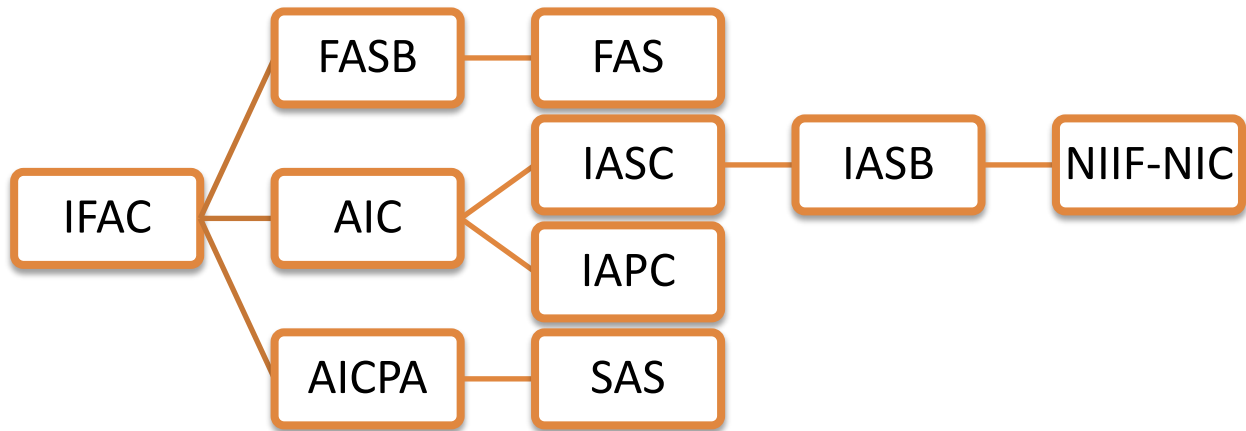 FASB
FAS
IASC
IASB
NIIF-NIC
IFAC
AIC
IAPC
AICPA
SAS